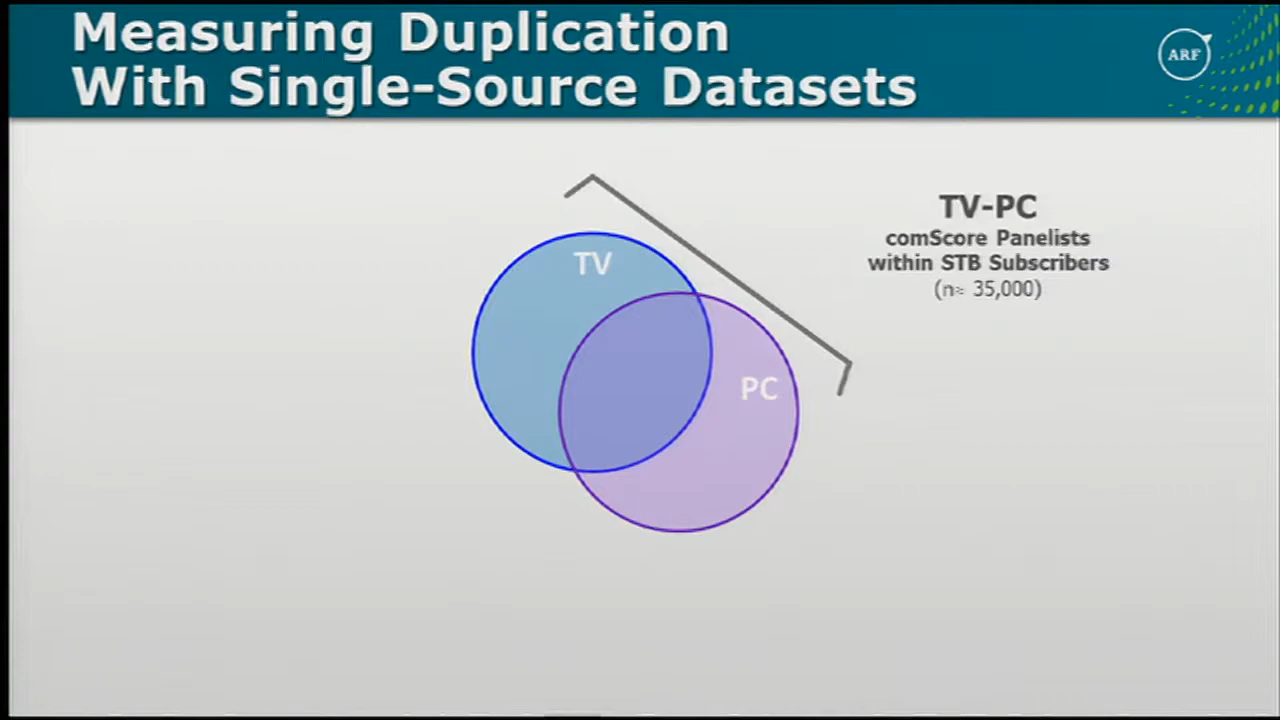 Measuring Duplication
With Single-Source Datasets
ARF
TV
PC
TV-PC
comScore Panelists
within STB Subscribers
(n≈ 35,000)